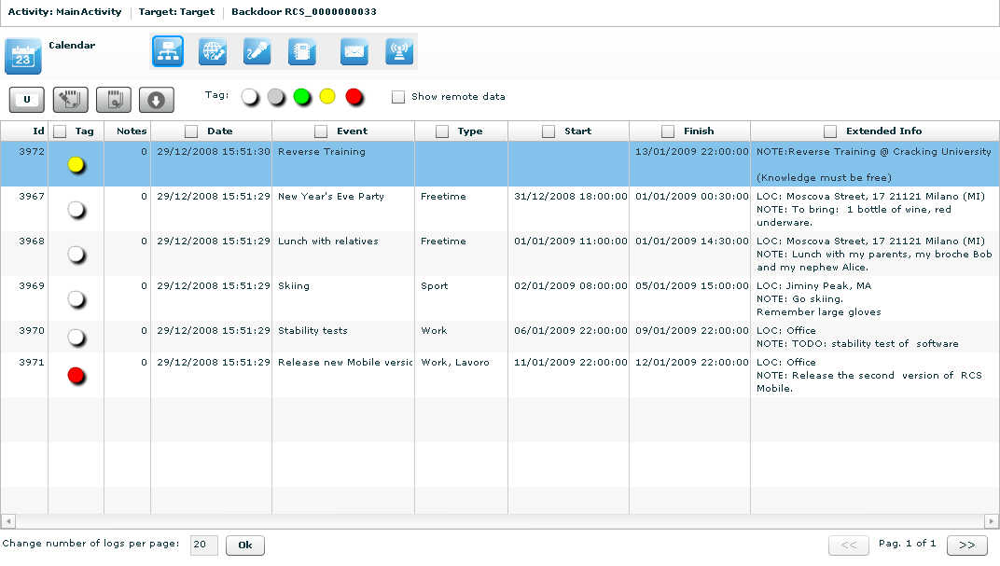 Activity: MainActivity | Target: Target | Backdoor RCS_0000000033
23 Calendar
U Tag: Show remote data
Id Tag Notes Date Event Type Start Finish Extended Info
3972 0 29/12/2008 15:51:30 Reverse Training 13/01/2009 22:00:00 NOTE:Reverse Training @ Cracking University
(Knowledge must be free)
3967 0 29/12/2008 15:51:29 New Year's Eve Party Freetime 31/12/2008 18:00:00 01/01/2009 00:30:00 LOC: Moscova Street, 17 21121 Milano (MI)
NOTE: To bring: 1 bottle of wine, red
underware.
3968 0 29/12/2008 15:51:29 Lunch with relatives Freetime 01/01/2009 11:00:00 01/01/2009 14:30:00 LOC: Moscova Street, 17 21121 Milano (MI)
NOTE: Lunch with my parents, my broche Bob
and my nephew Alice.
3969 0 29/12/2008 15:51:29 Skiing Sport 02/01/2009 08:00:00 05/01/2009 15:00:00 LOC: Jiminy Peak, MA
NOTE: Go skiing.
Remember large gloves
3970 0 29/12/2008 15:51:29 Stability tests Work 06/01/2009 22:00:00 09/01/2009 22:00:00 LOC: Office
NOTE: TODO: stability test of software
3971 0 29/12/2008 15:51:29 Release new Mobile versic Work, Lavoro 11/01/2009 22:00:00 12/01/2009 22:00:00 LOC: Office
NOTE: Release the second version of RCS
Mobile.
Change number of logs per page: 20 Ok << Pag. 1 of 1 >>